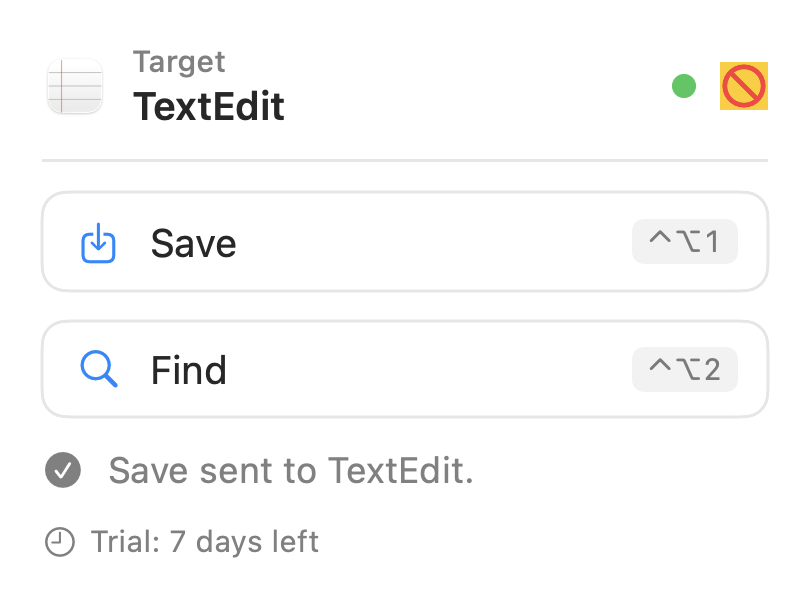 Target
TextEdit
Save ⌃⌥1
Find ⌃⌥2
Save sent to TextEdit.
Trial: 7 days left